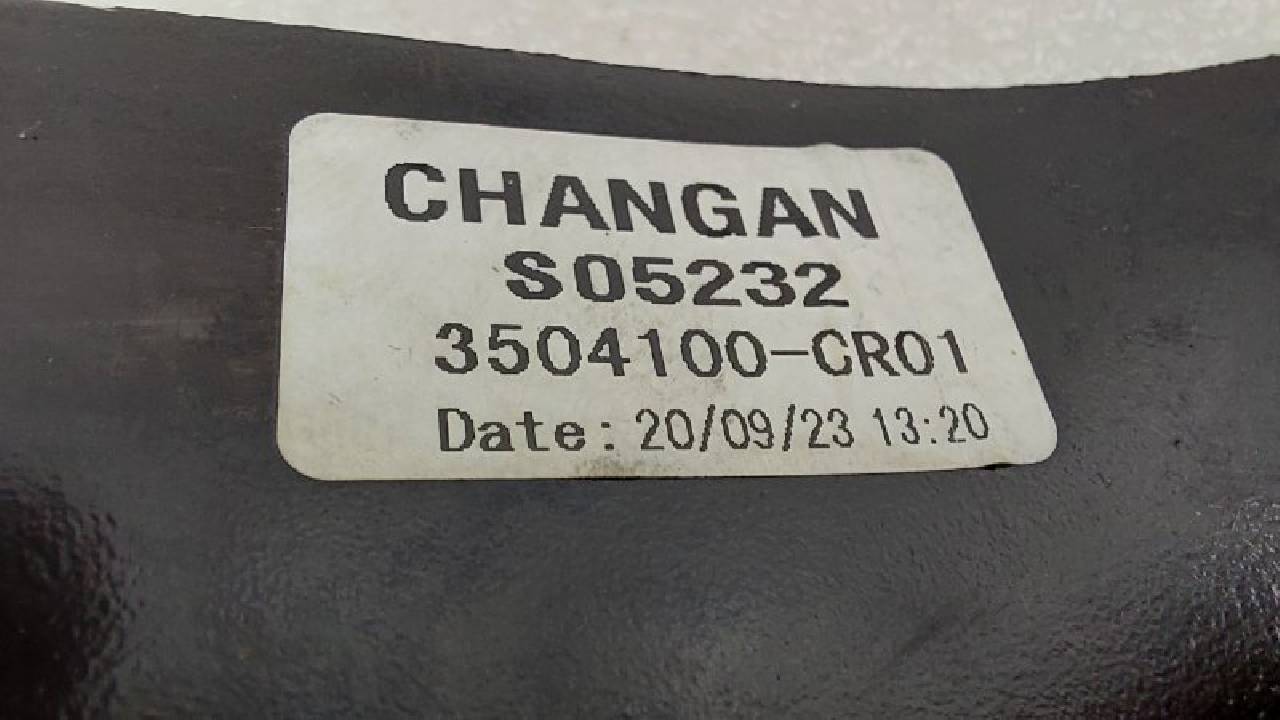 CHANGAN
S05232
3504100-CR01
Date: 20/09/23 13:20